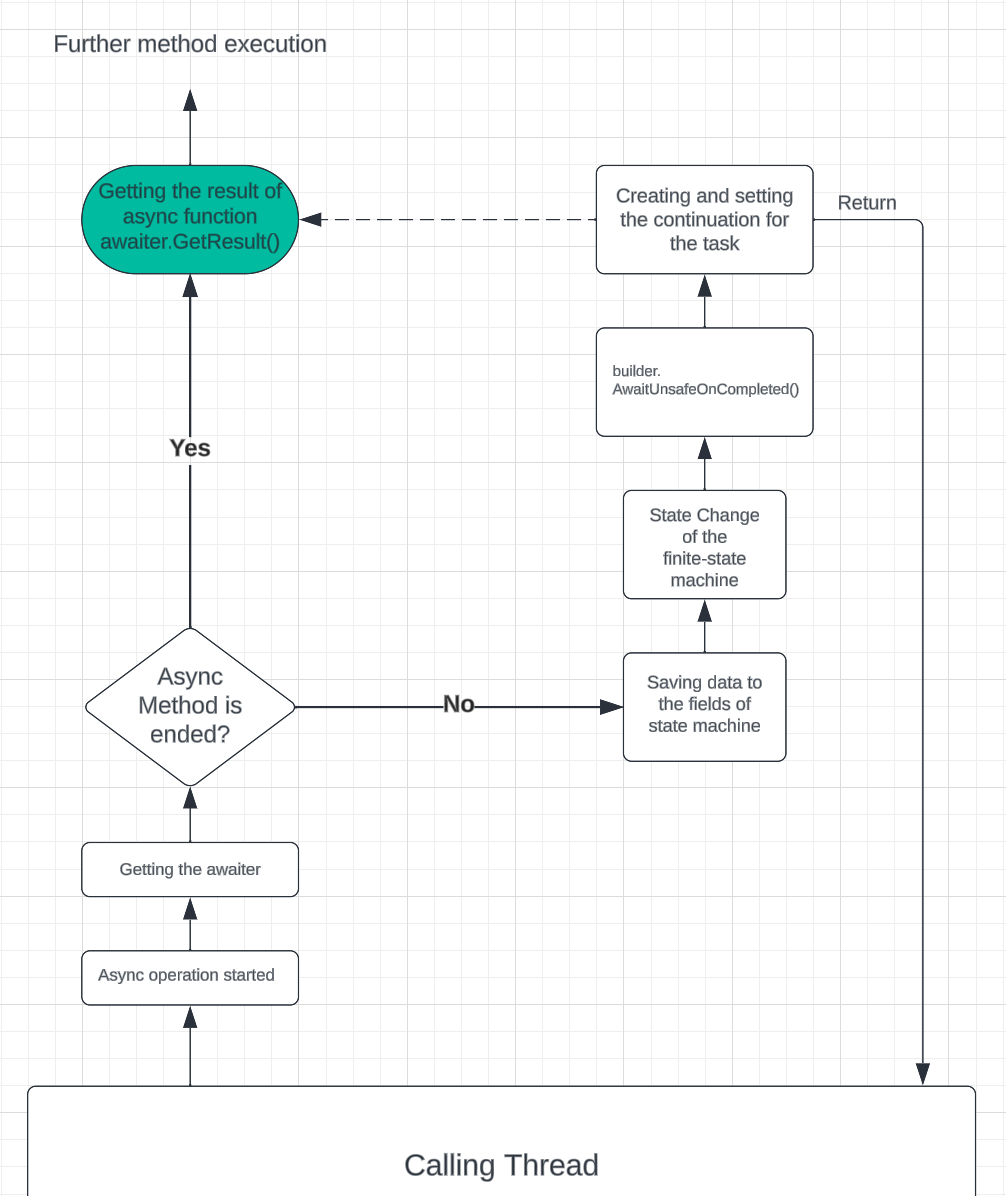 Further method execution
Getting the result of
async function
awaiter.GetResult()
Creating and setting
the continuation for
the task
Return
builder.
AwaitUnsafeOnCompleted()
Yes
State Change
of the
finite-state
machine
Async
Method is
ended?
No
Saving data to
the fields of
state machine
Getting the awaiter
Async operation started
Calling Thread